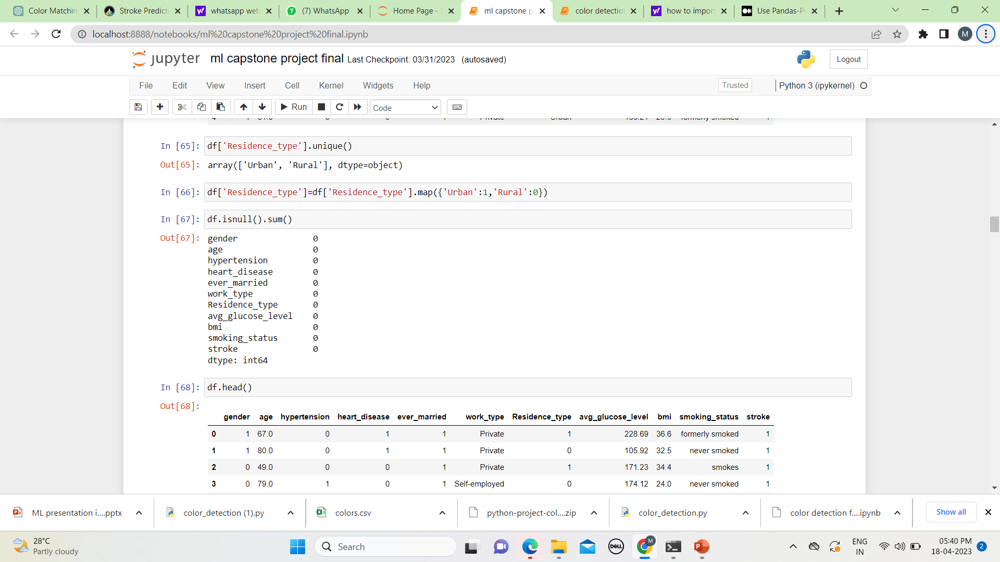 Color Matchin
Stroke Predicti
whatsapp web
(7) WhatsApp
Home Page - S
ml capstone p
color detection
how to import
Use Pandas-Pr
localhost:8888/notebooks/ml%20capstone%20project%20final.ipynb
M
jupyter ml capstone project final Last Checkpoint: 03/31/2023 (autosaved)
Logout
File Edit View Insert Cell Kernel Widgets Help
Trusted
Python 3 (ipykernel)
Run
Code
In [65]: df['Residence_type'].unique()
Out[65]: array(['Urban', 'Rural'], dtype=object)
In [66]: df['Residence_type']=df['Residence_type'].map({'Urban':1,'Rural':0})
In [67]: df.isnull().sum()
Out[67]: gender 0
age 0
hypertension 0
heart_disease 0
ever_married 0
work_type 0
Residence_type 0
avg_glucose_level 0
bmi 0
smoking_status 0
stroke 0
dtype: int64
In [68]: df.head()
Out[68]:
gender age hypertension heart_disease ever_married work_type Residence_type avg_glucose_level bmi smoking_status stroke
0 1 67.0 0 1 1 Private 1 228.69 36.6 formerly smoked 1
1 1 80.0 0 1 1 Private 0 105.92 32.5 never smoked 1
2 0 49.0 0 0 1 Private 1 171.23 34.4 smokes 1
3 0 79.0 1 0 1 Self-employed 0 174.12 24.0 never smoked 1
ML presentation i....pptx
color_detection (1).py
colors.csv
python-project-col....zip
color_detection.py
color detection f....ipynb
Show all
28°C
Partly cloudy
Search
DELL
M
ENG
IN
05:40 PM
18-04-2023
2